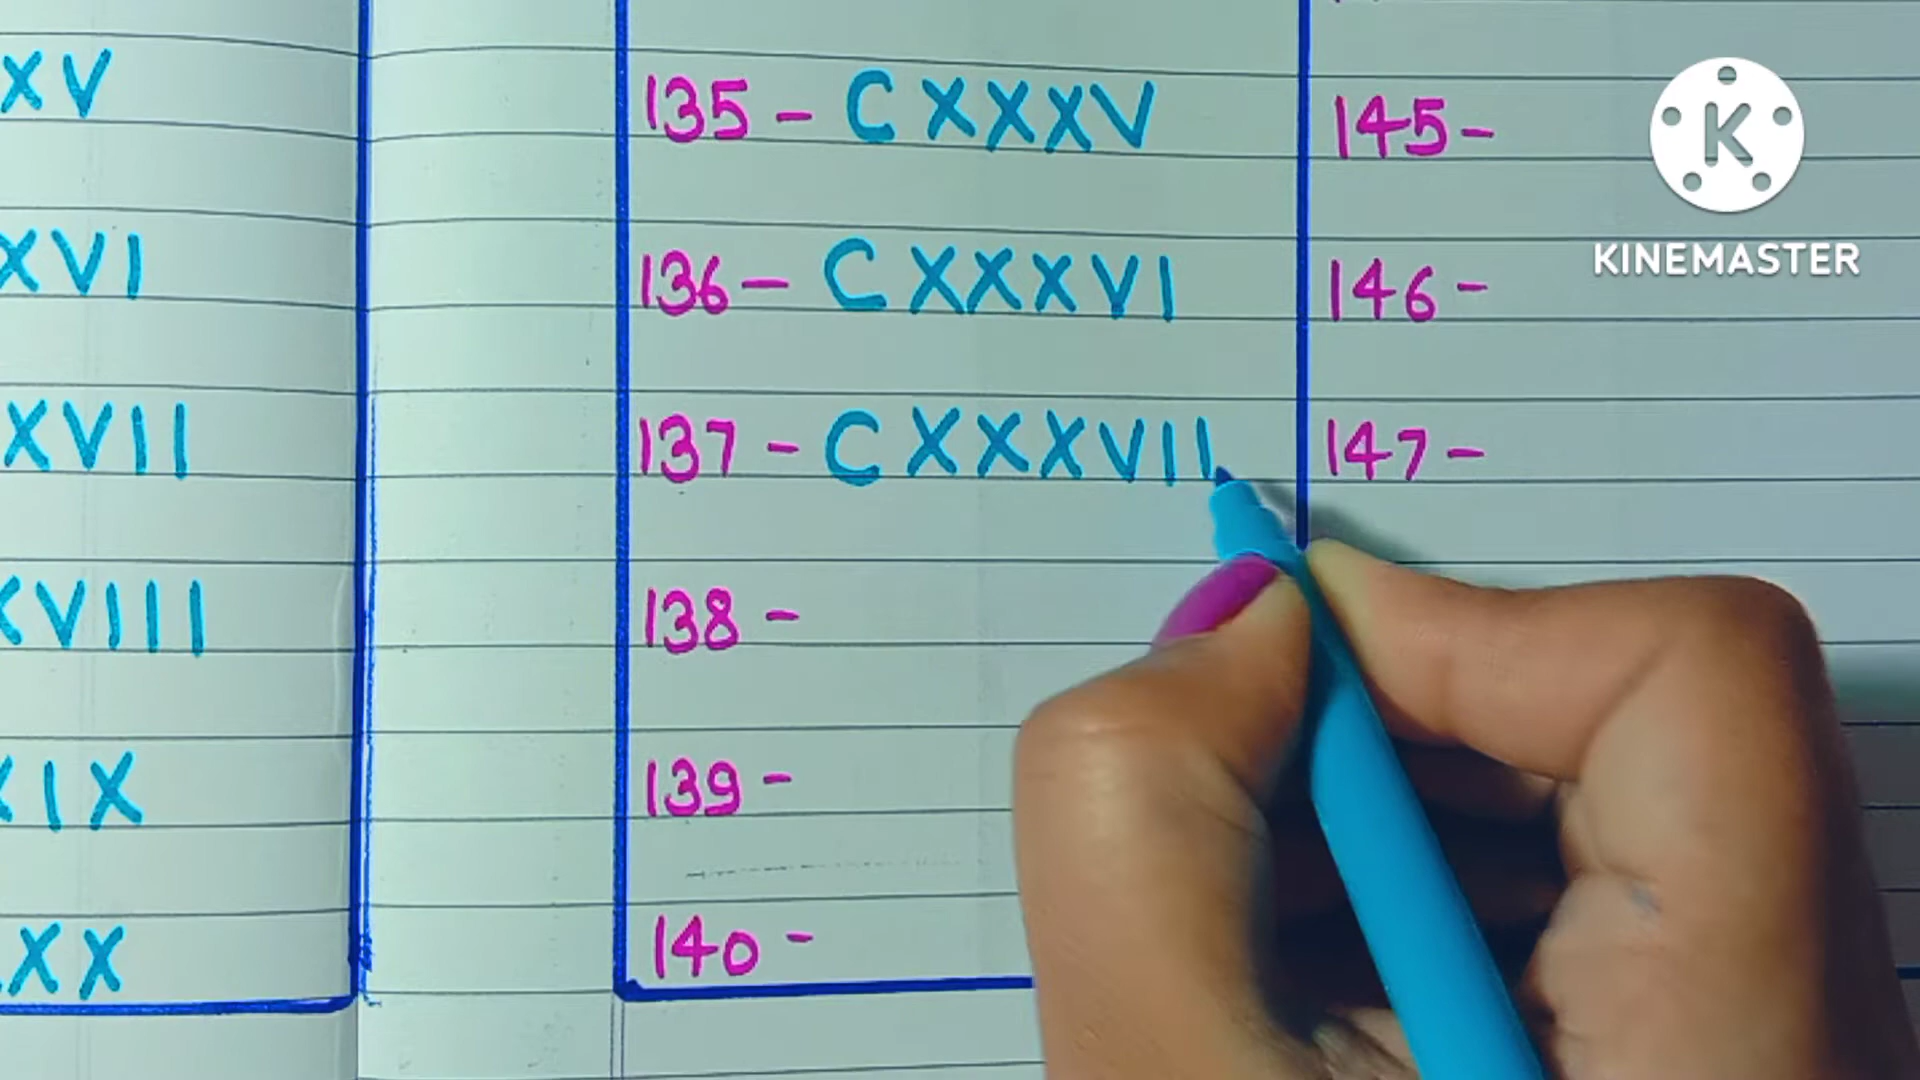 XV
XVI
XVII
XVIII
XIX
XX
135 - CXXXV
136 - CXXXVI
137 - CXXXVII
138 -
139 -
140 -
145 -
146 -
147 -
KINEMASTER